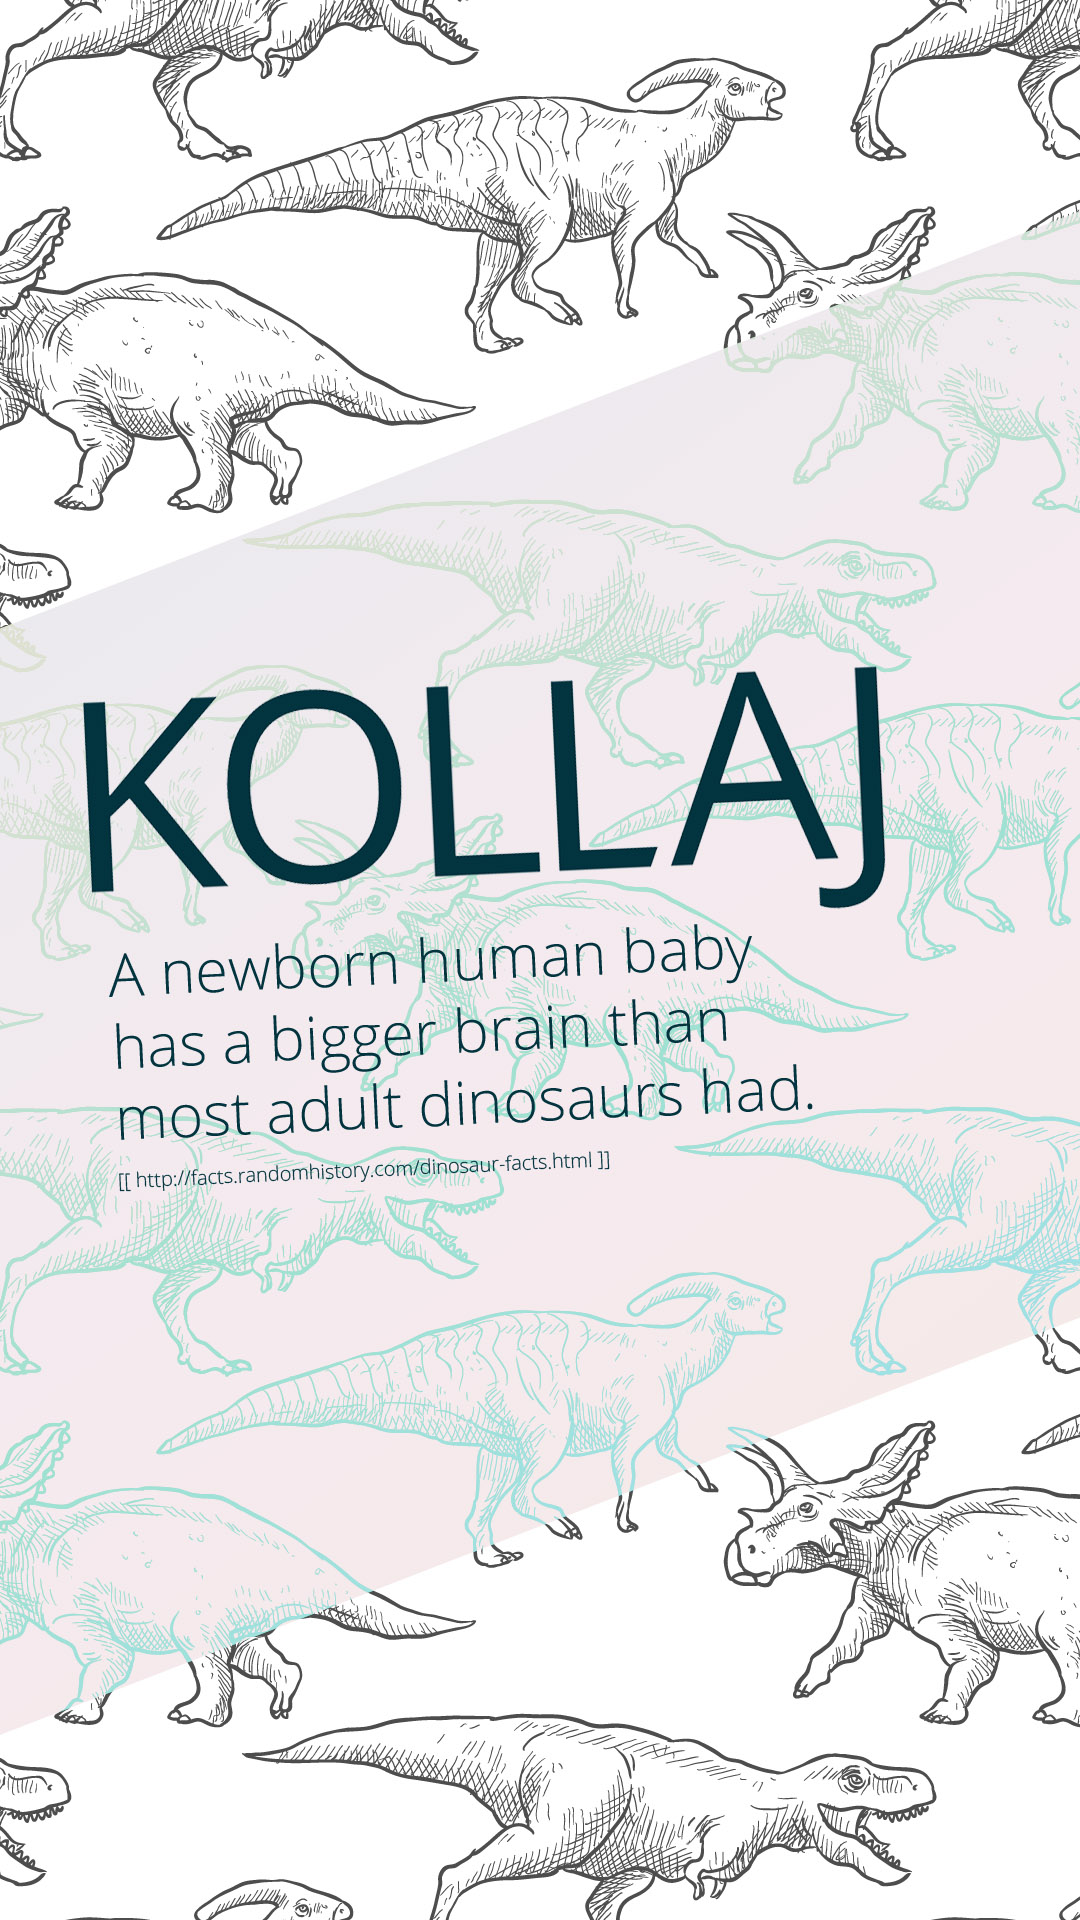 KOLLAJ
A newborn human baby
has a bigger brain than
most adult dinosaurs had.
[[ http://facts.randomhistory.com/dinosaur-facts.html ]]